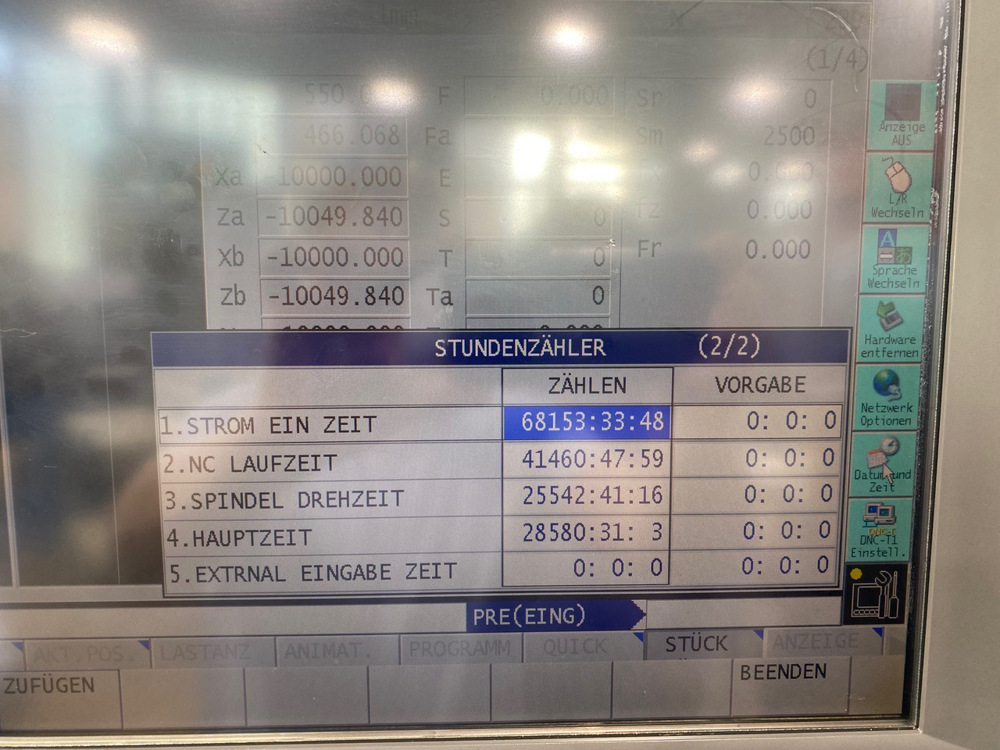 (1/4)
550.0 F 0.000 Sr 0
466.068 Fa Sm 2500
Xa -10000.000 E 0.000
Za -10049.840 S 0 fz 0.000
Xb -10000.000 T 0 Fr 0.000
Zb -10049.840 Ta 0
STUNDENZÄHLER (2/2)
ZÄHLEN VORGABE
1.STROM EIN ZEIT 68153:33:48 0: 0: 0
2.NC LAUFZEIT 41460:47:59 0: 0: 0
3.SPINDEL DREHZEIT 25542:41:16 0: 0: 0
4.HAUPTZEIT 28580:31: 3 0: 0: 0
5.EXTRNAL EINGABE ZEIT 0: 0: 0 0: 0: 0
PRE(EING)
AKT.POS. LASTANZ ANIMAT. PROGRAMM QUICK STÜCK ANZEIGE
ZUFÜGEN BEENDEN
Anzeige
AUS
L/R
Wechseln
A あ
Sprache
Wechseln
Hardware
entfernen
Netzwerk
Optionen
Datum und
Zeit
DNC-T1
Einstell.